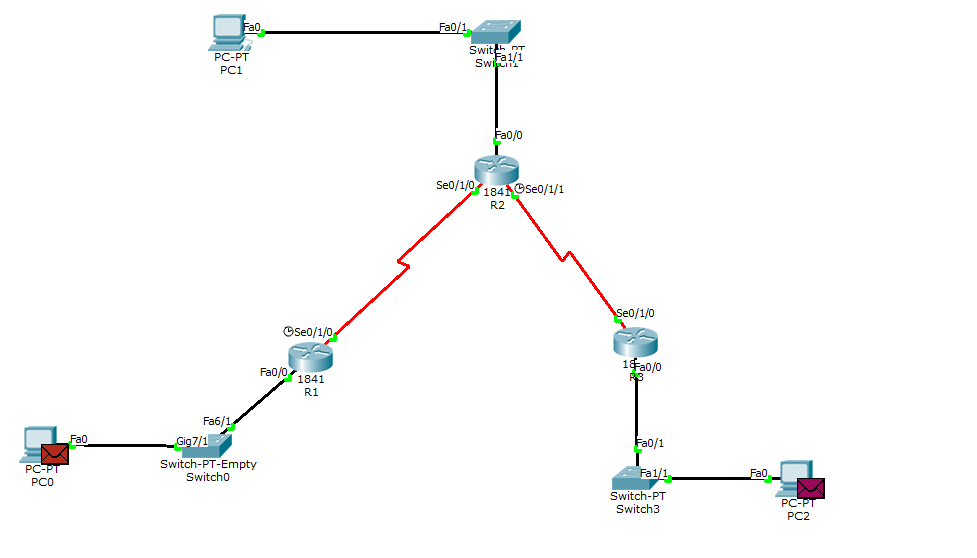 Fa0
Fa0/1
PC-PT
PC1
Switch-PT
Fa1/1
Fa0/0
Se0/1/0
Se0/1/1
1841
R2
Se0/1/0
Se0/1/0
Fa0/0
1841
R1
Fa0/0
R3
Fa6/1
Fa0
Gig7/1
Fa0/1
PC-PT
PC0
Switch-PT-Empty
Switch0
Fa1/1
Fa0
Switch-PT
Switch3
PC-PT
PC2